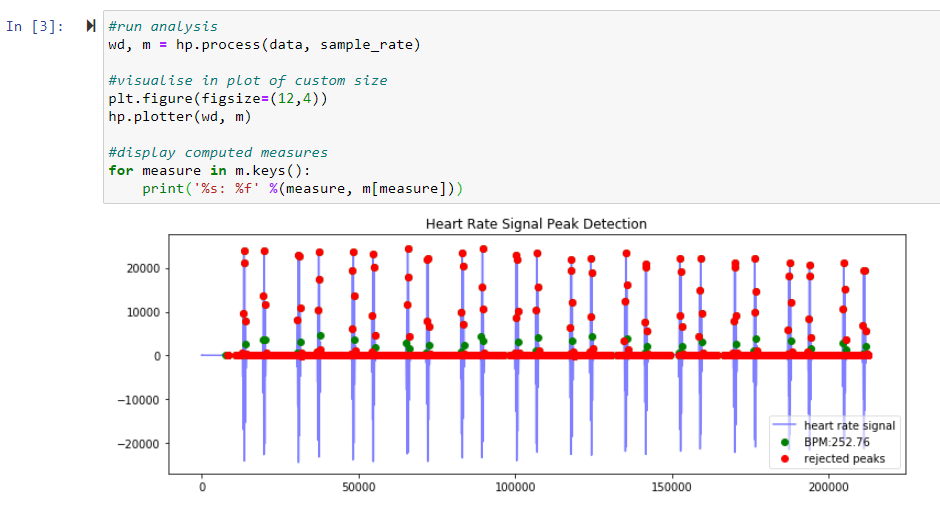 In [3]:
#run analysis
wd, m = hp.process(data, sample_rate)
#visualise in plot of custom size
plt.figure(figsize=(12,4))
hp.plotter(wd, m)
#display computed measures
for measure in m.keys():
    print('%s: %f' %(measure, m[measure]))
Heart Rate Signal Peak Detection
20000
10000
0
−10000
−20000
heart rate signal
BPM:252.76
rejected peaks
0 50000 100000 150000 200000